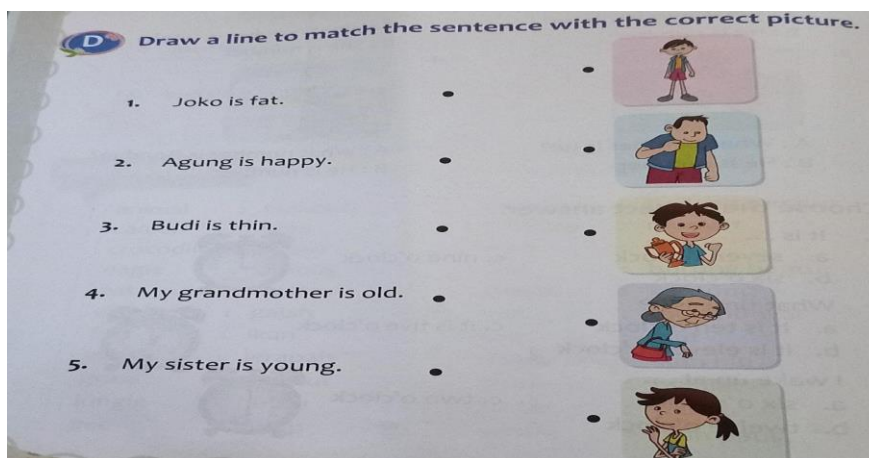 D Draw a line to match the sentence with the correct picture.
1. Joko is fat.
2. Agung is happy.
3. Budi is thin.
4. My grandmother is old.
5. My sister is young.